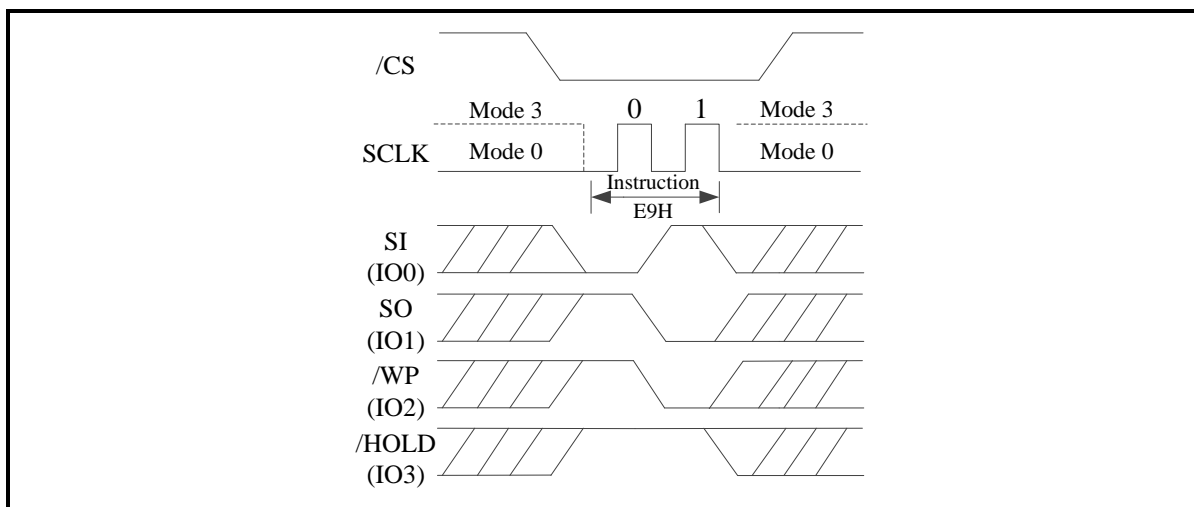 /CS
Mode 3 0 1 Mode 3
SCLK Mode 0 Mode 0
Instruction
E9H
SI
(IO0)
SO
(IO1)
/WP
(IO2)
/HOLD
(IO3)